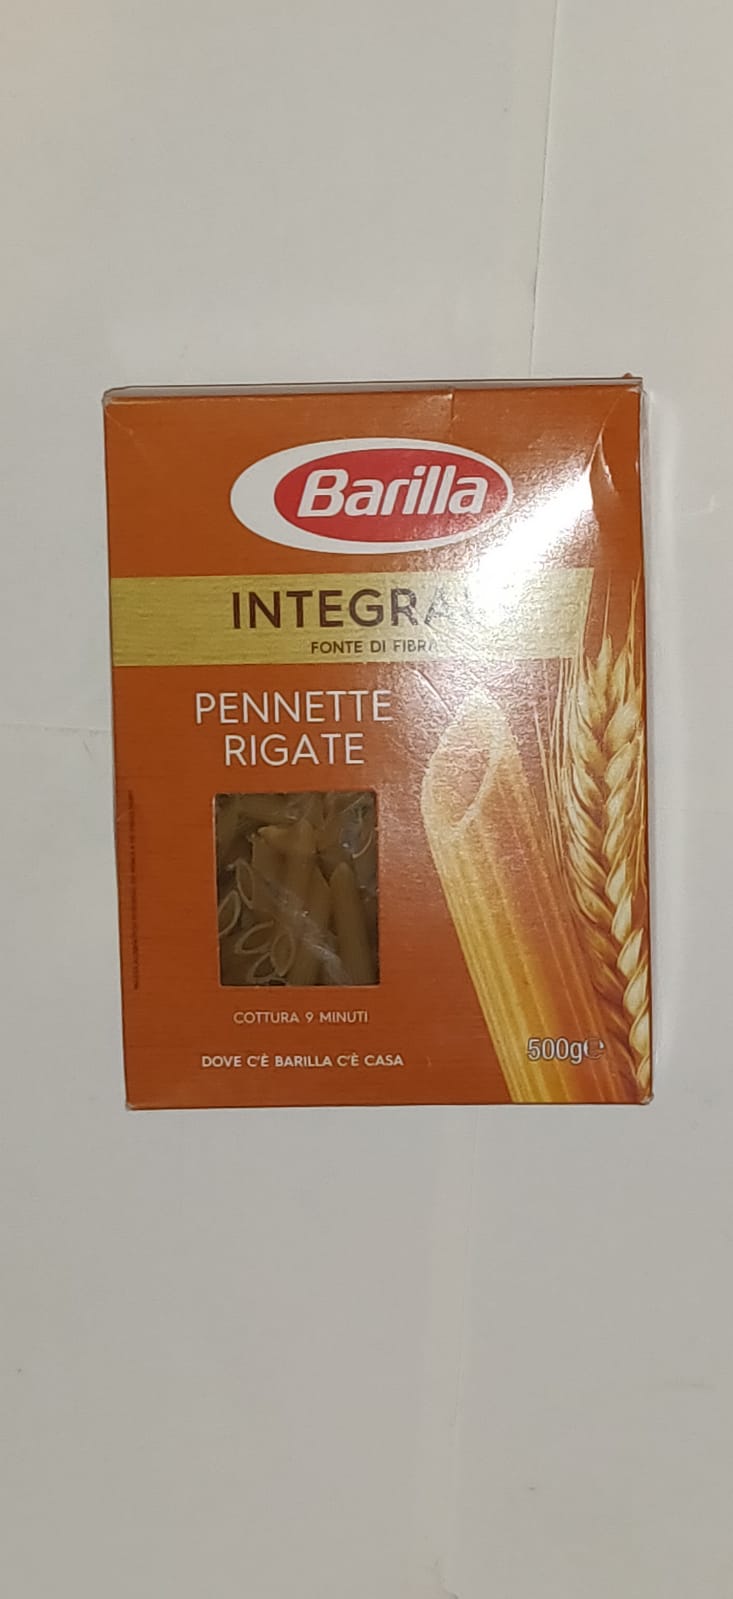 Barilla
INTEGRA
FONTE DI FIBRA
PENNETTE
RIGATE
COTTURA 9 MINUTI
DOVE C'È BARILLA C'È CASA
500g℮